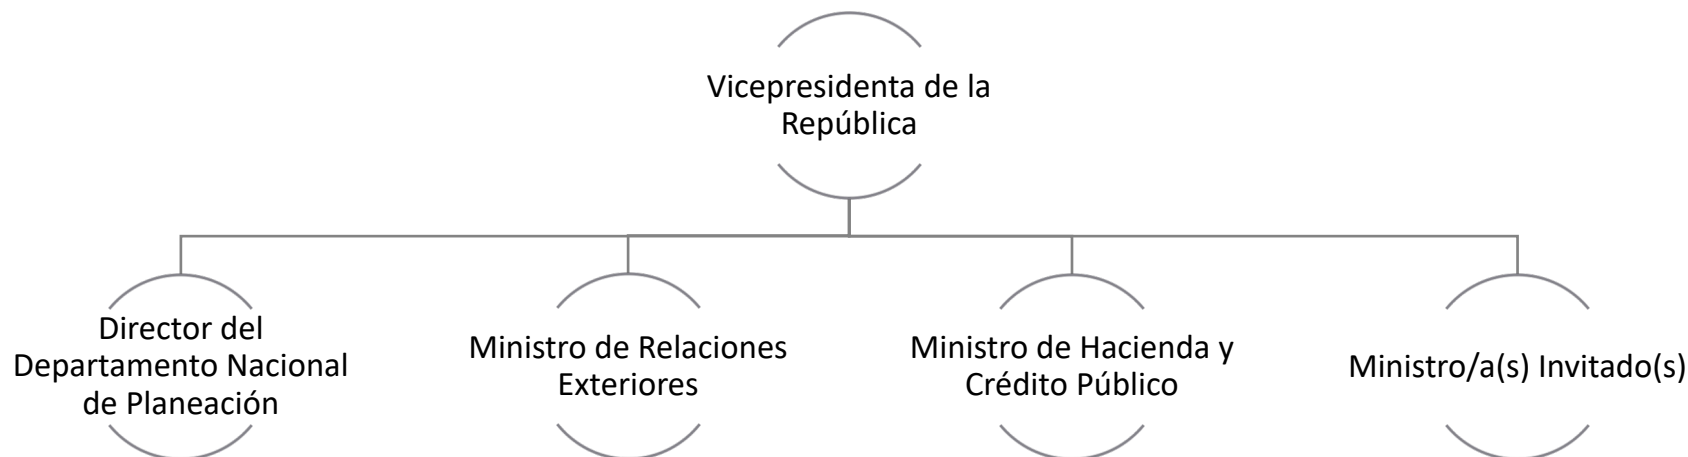 Vicepresidenta de la
República
Director del
Departamento Nacional
de Planeación
Ministro de Relaciones
Exteriores
Ministro de Hacienda y
Crédito Público
Ministro/a(s) Invitado(s)